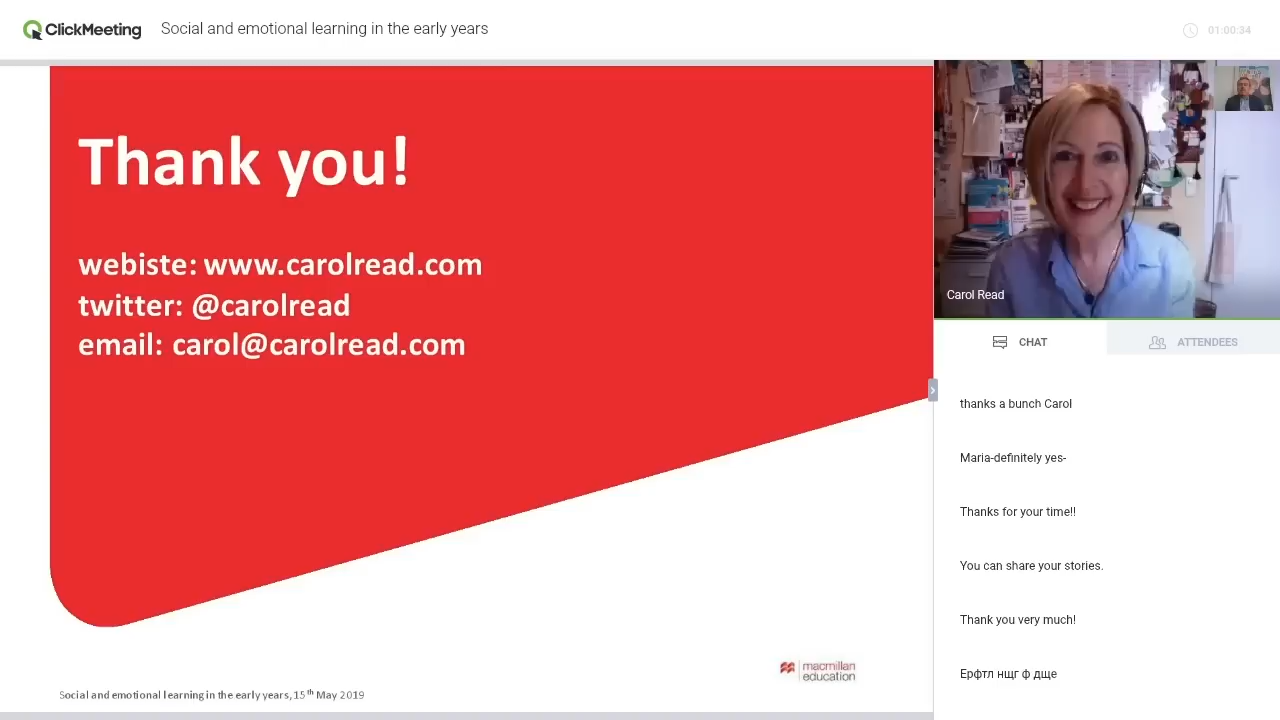 ClickMeeting
Social and emotional learning in the early years
01:00:34
Thank you!
webiste: www.carolread.com
twitter: @carolread
email: carol@carolread.com
macmillan
education
Social and emotional learning in the early years, 15th May 2019
Carol Read
CHAT
ATTENDEES
thanks a bunch Carol
Maria-definitely yes-
Thanks for your time!!
You can share your stories.
Thank you very much!
Ерфтл нщг ф дще